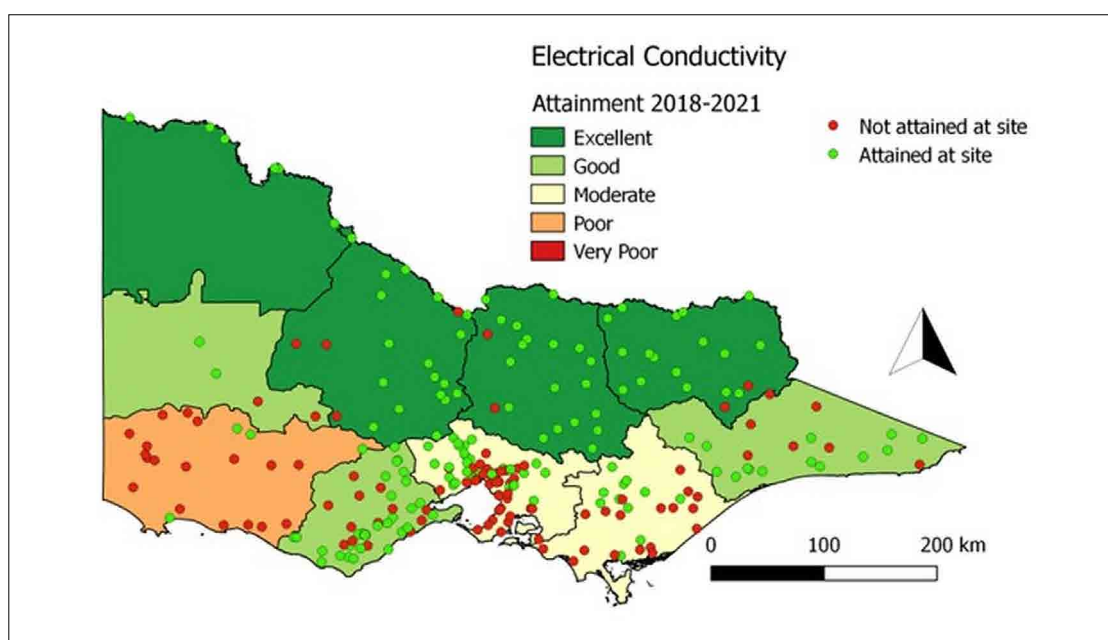 Electrical Conductivity
Attainment 2018-2021
Excellent
Good
Moderate
Poor
Very Poor
Not attained at site
Attained at site
0 100 200 km